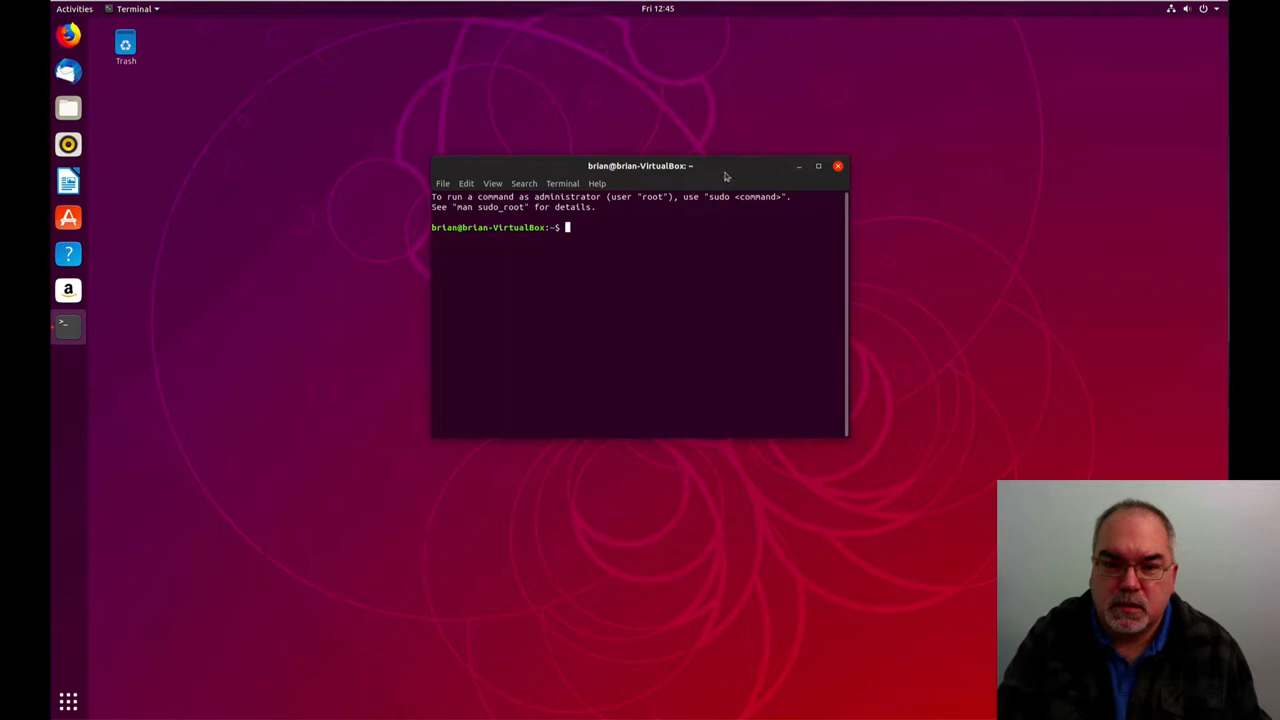 Activities
Terminal
Fri 12:45
Trash
brian@brian-VirtualBox: ~
File Edit View Search Terminal Help
To run a command as administrator (user "root"), use "sudo <command>".
See "man sudo_root" for details.
brian@brian-VirtualBox:~$
?
a
>_